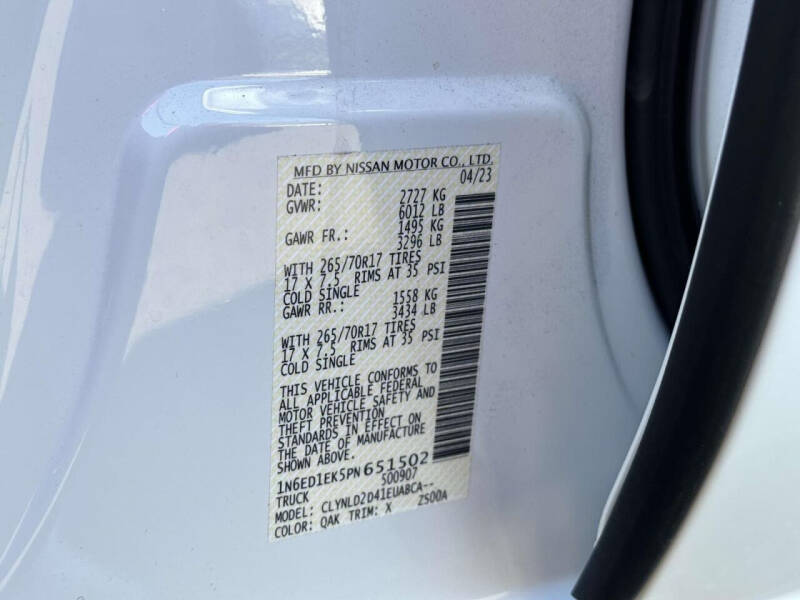 MFD BY NISSAN MOTOR CO., LTD.
DATE: 04/23
GVWR: 2727 KG
6012 LB
GAWR FR.: 1495 KG
3296 LB
WITH 265/70R17 TIRES
17 X 7.5 RIMS AT 35 PSI
COLD SINGLE
GAWR RR.: 1558 KG
3434 LB
WITH 265/70R17 TIRES
17 X 7.5 RIMS AT 35 PSI
COLD SINGLE
THIS VEHICLE CONFORMS TO
ALL APPLICABLE FEDERAL
MOTOR VEHICLE SAFETY AND
THEFT PREVENTION
STANDARDS IN EFFECT ON
THE DATE OF MANUFACTURE
SHOWN ABOVE.
1N6ED1EK5PN651502
TRUCK 500907
MODEL: CLYNLD2D41EUABCA--
COLOR: QAK TRIM: X ZS00A